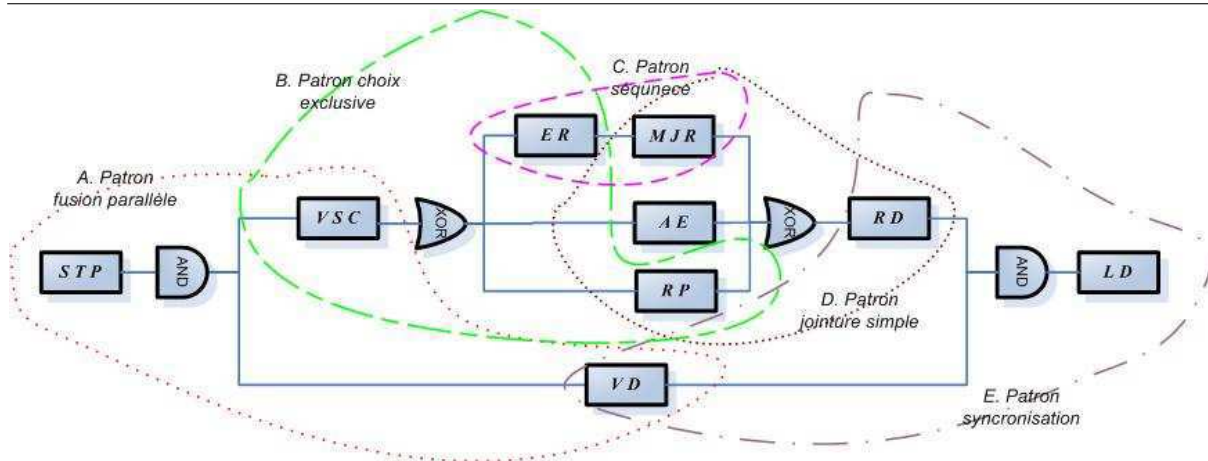 B. Patron choix
exclusive
C. Patron
sequnece
E R
M J R
A. Patron
fusion parallèle
V S C
XOR
A E
XOR
R D
S T P
AND
R P
AND
L D
D. Patron
jointure simple
V D
E. Patron
syncronisation